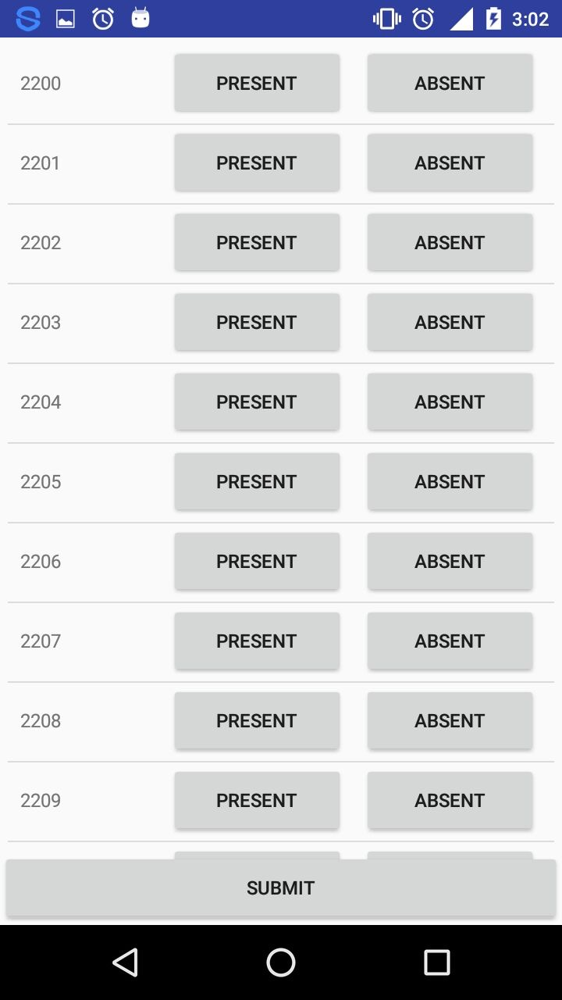 3:02
2200 PRESENT ABSENT
2201 PRESENT ABSENT
2202 PRESENT ABSENT
2203 PRESENT ABSENT
2204 PRESENT ABSENT
2205 PRESENT ABSENT
2206 PRESENT ABSENT
2207 PRESENT ABSENT
2208 PRESENT ABSENT
2209 PRESENT ABSENT
SUBMIT